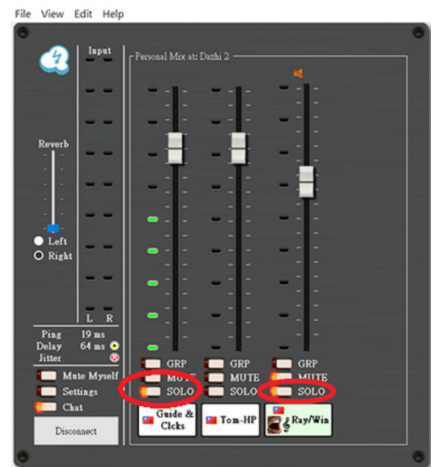 File View Edit Help
Input
Personal Mix at: Dazhi 2
Reverb
Left
Right
L R
Ping 19 ms
Delay 64 ms
Jitter
Mute Myself
Settings
Chat
Disconnect
GRP GRP GRP
MUTE MUTE MUTE
SOLO SOLO SOLO
Guide &
Clcks
Tom-HP
Ray/Win